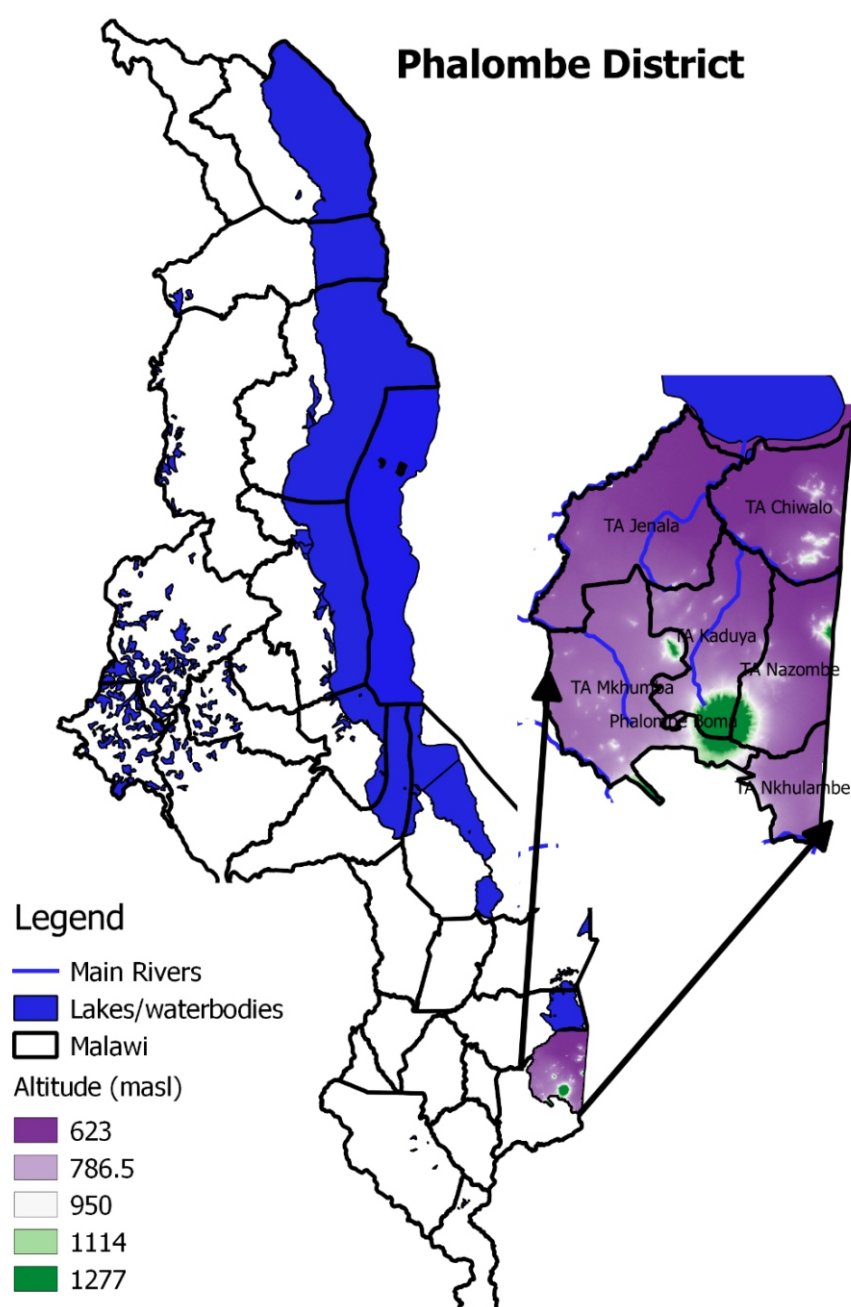 Phalombe District
TA Jenala
TA Chiwalo
TA Kaduya
TA Nazombe
TA Mkhumba
Phalombe Boma
TA Nkhulambe
Legend
Main Rivers
Lakes/waterbodies
Malawi
Altitude (masl)
623
786.5
950
1114
1277